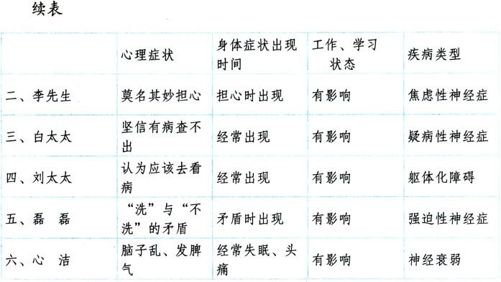 续表
心理症状 身体症状出现时间 工作、学习状态 疾病类型
二、李先生 莫名其妙担心 担心时出现 有影响 焦虑性神经症
三、白太太 坚信有病查不出 经常出现 有影响 疑病性神经症
四、刘太太 认为应该去看病 经常出现 有影响 躯体化障碍
五、磊 磊 “洗”与“不洗”的矛盾 矛盾时出现 有影响 强迫性神经症
六、心 洁 脑子乱、发脾气 经常失眠、头痛 有影响 神经衰弱